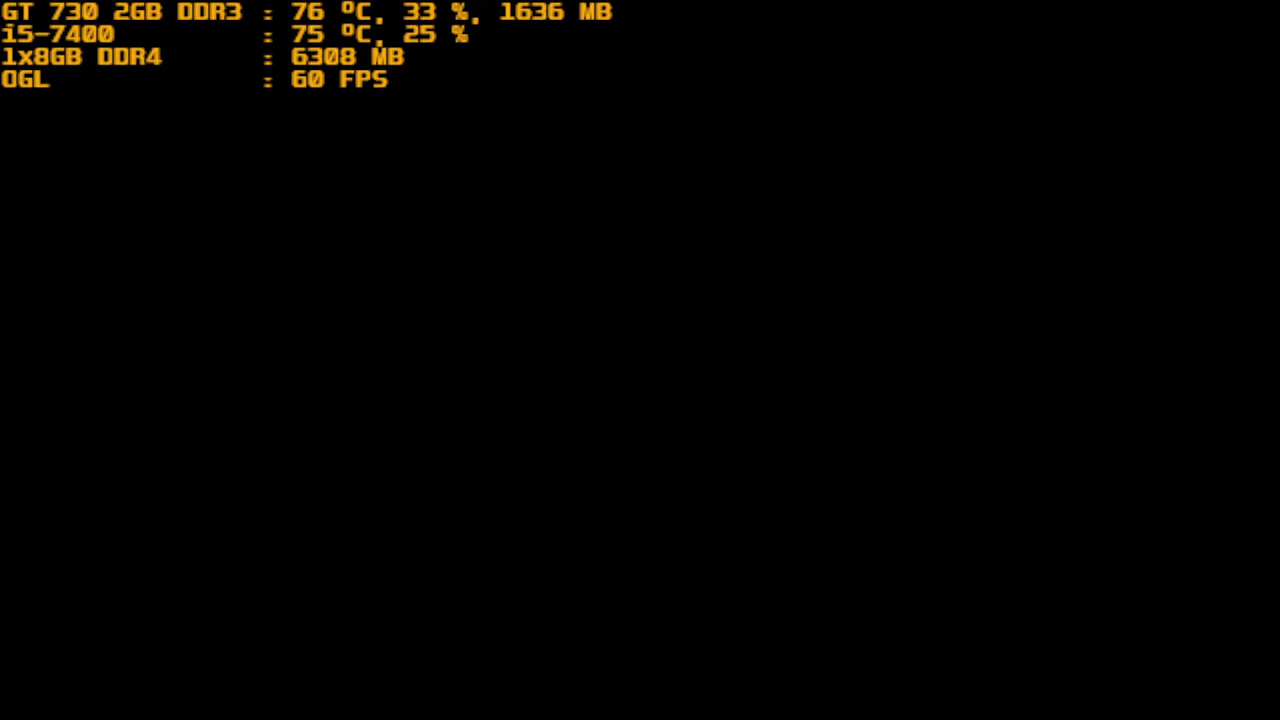 GT 730 2GB DDR3 : 76 ºC, 33 %, 1636 MB
i5-7400 : 75 ºC, 25 %
1x8GB DDR4 : 6308 MB
OGL : 60 FPS